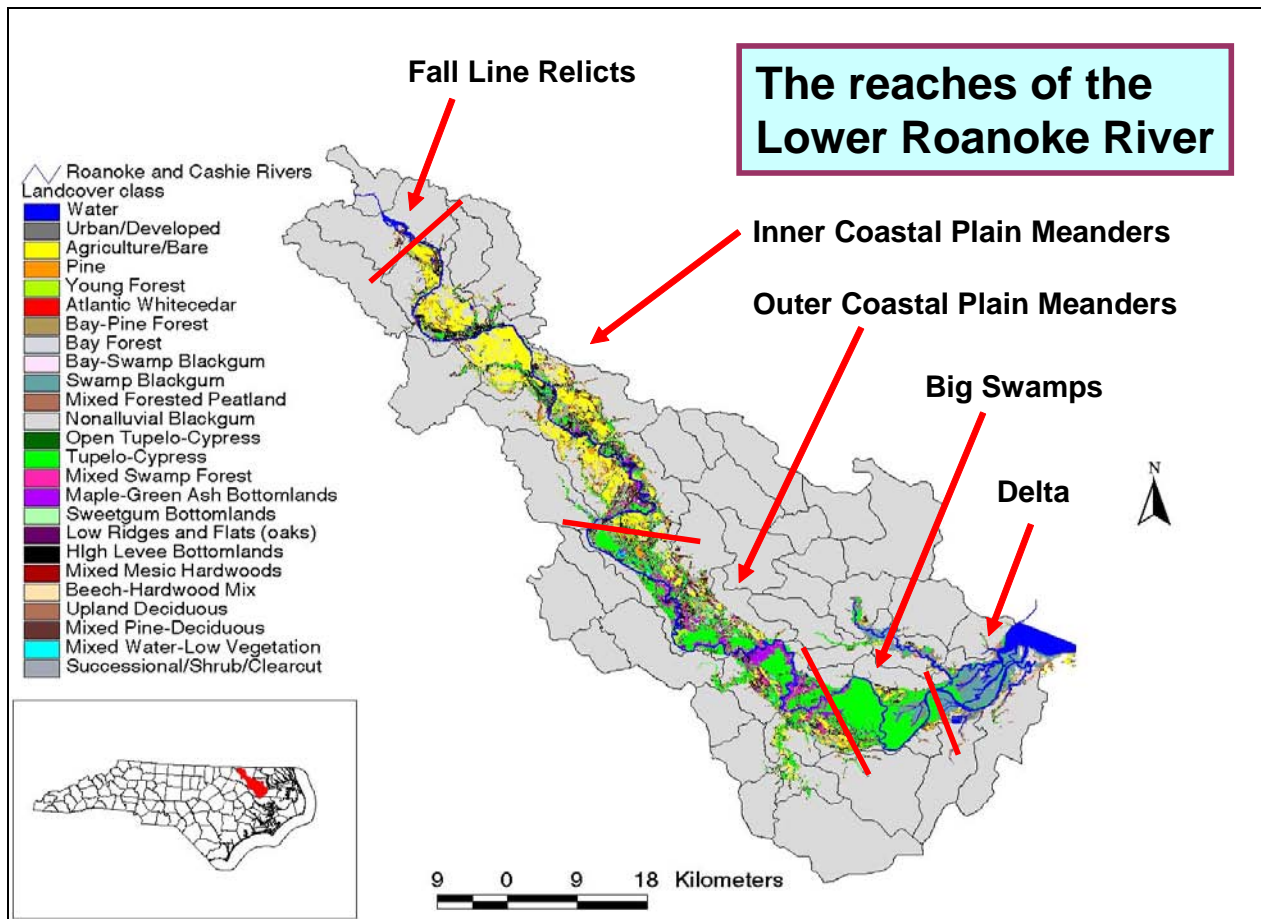 Fall Line Relicts
The reaches of the
Lower Roanoke River
Roanoke and Cashie Rivers
Landcover class
Water
Urban/Developed
Agriculture/Bare
Pine
Young Forest
Atlantic Whitecedar
Bay-Pine Forest
Bay Forest
Bay-Swamp Blackgum
Swamp Blackgum
Mixed Forested Peatland
Nonalluvial Blackgum
Open Tupelo-Cypress
Tupelo-Cypress
Mixed Swamp Forest
Maple-Green Ash Bottomlands
Sweetgum Bottomlands
Low Ridges and Flats (oaks)
HIgh Levee Bottomlands
Mixed Mesic Hardwoods
Beech-Hardwood Mix
Upland Deciduous
Mixed Pine-Deciduous
Mixed Water-Low Vegetation
Successional/Shrub/Clearcut
Inner Coastal Plain Meanders
Outer Coastal Plain Meanders
Big Swamps
Delta
N
9 0 9 18 Kilometers